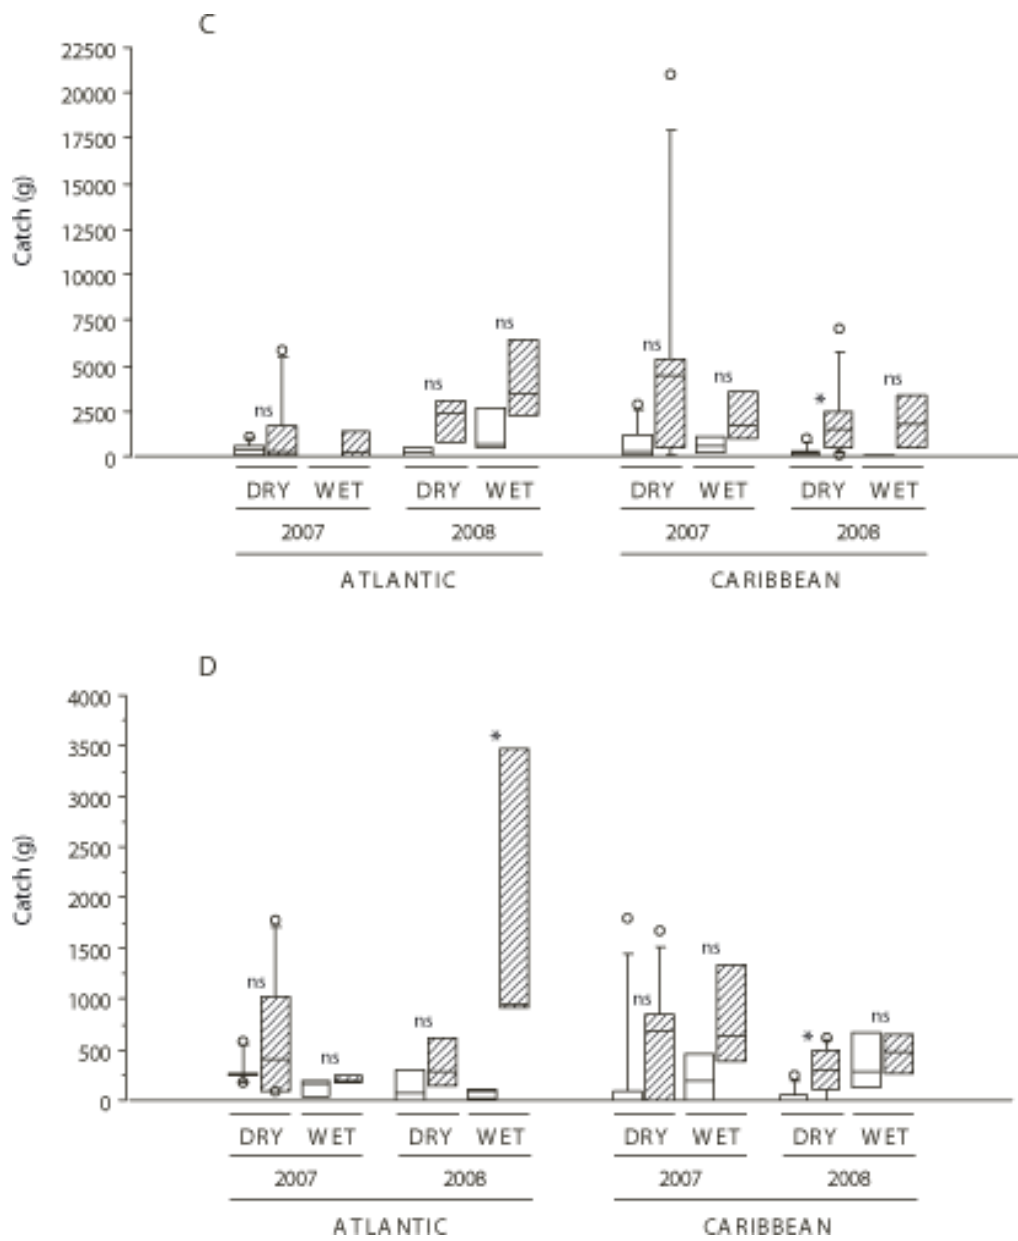 C
22500
20000
17500
15000
12500
10000
7500
5000
2500
0
Catch (g)
ns
ns
ns
ns
ns
*
ns
DRY WET DRY WET DRY WET DRY WET
2007 2008 2007 2008
ATLANTIC CARIBBEAN
D
4000
3500
3000
2500
2000
1500
1000
500
0
Catch (g)
ns
ns
ns
*
ns
ns
*
ns
DRY WET DRY WET DRY WET DRY WET
2007 2008 2007 2008
ATLANTIC CARIBBEAN